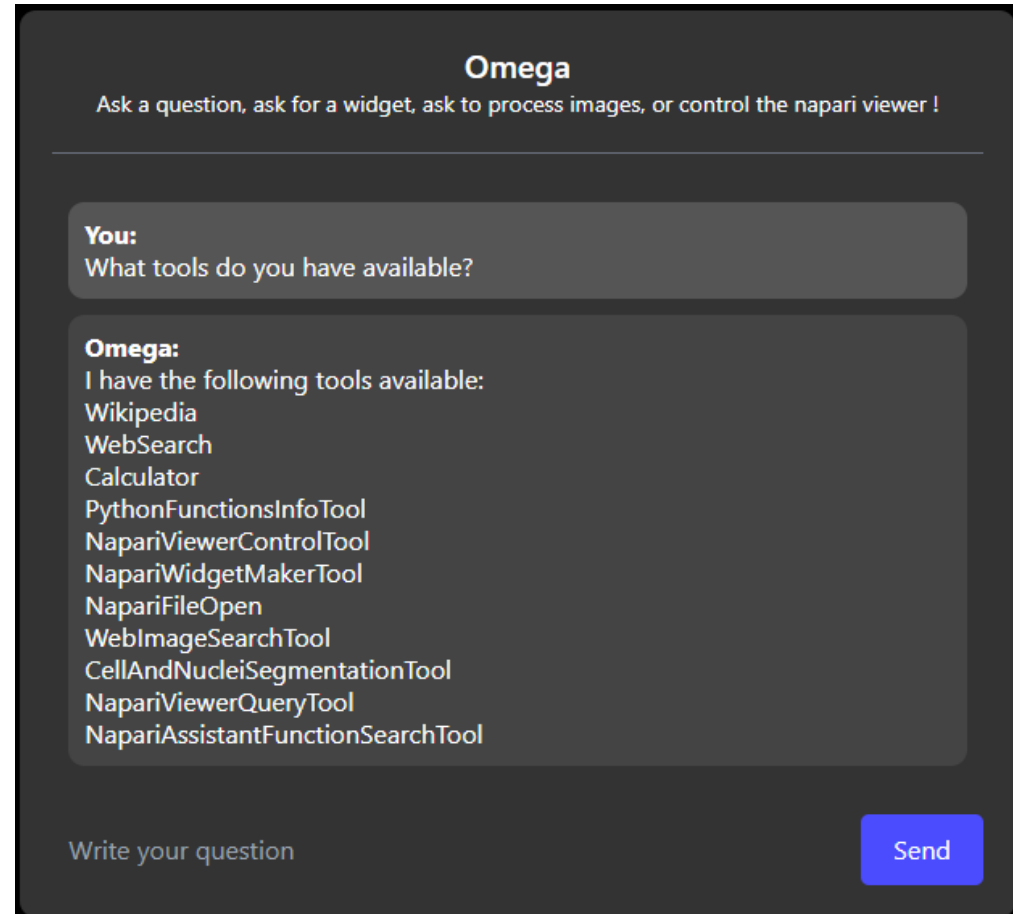 Omega
Ask a question, ask for a widget, ask to process images, or control the napari viewer !
You:
What tools do you have available?
Omega:
I have the following tools available:
Wikipedia
WebSearch
Calculator
PythonFunctionsInfoTool
NapariViewerControlTool
NapariWidgetMakerTool
NapariFileOpen
WebImageSearchTool
CellAndNucleiSegmentationTool
NapariViewerQueryTool
NapariAssistantFunctionSearchTool
Write your question
Send